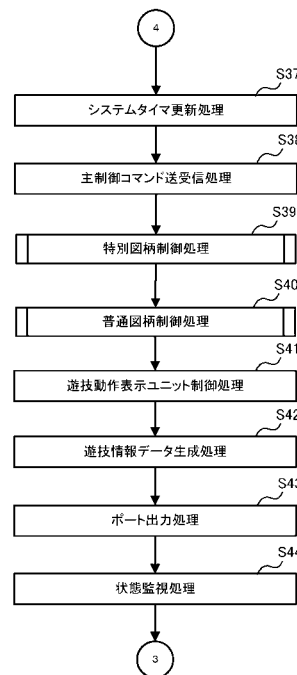 4
S37
システムタイマ更新処理
S38
主制御コマンド送受信処理
S39
特別図柄制御処理
S40
普通図柄制御処理
S41
遊技動作表示ユニット制御処理
S42
遊技情報データ生成処理
S43
ポート出力処理
S44
状態監視処理
3